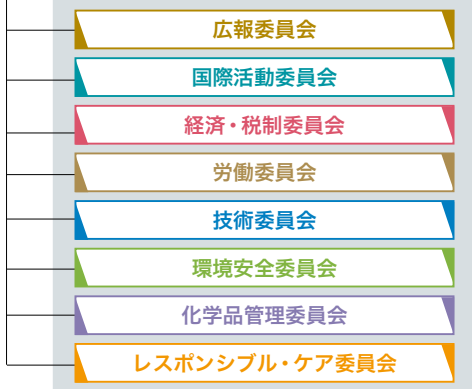 広報委員会
国際活動委員会
経済・税制委員会
労働委員会
技術委員会
環境安全委員会
化学品管理委員会
レスポンシブル・ケア委員会